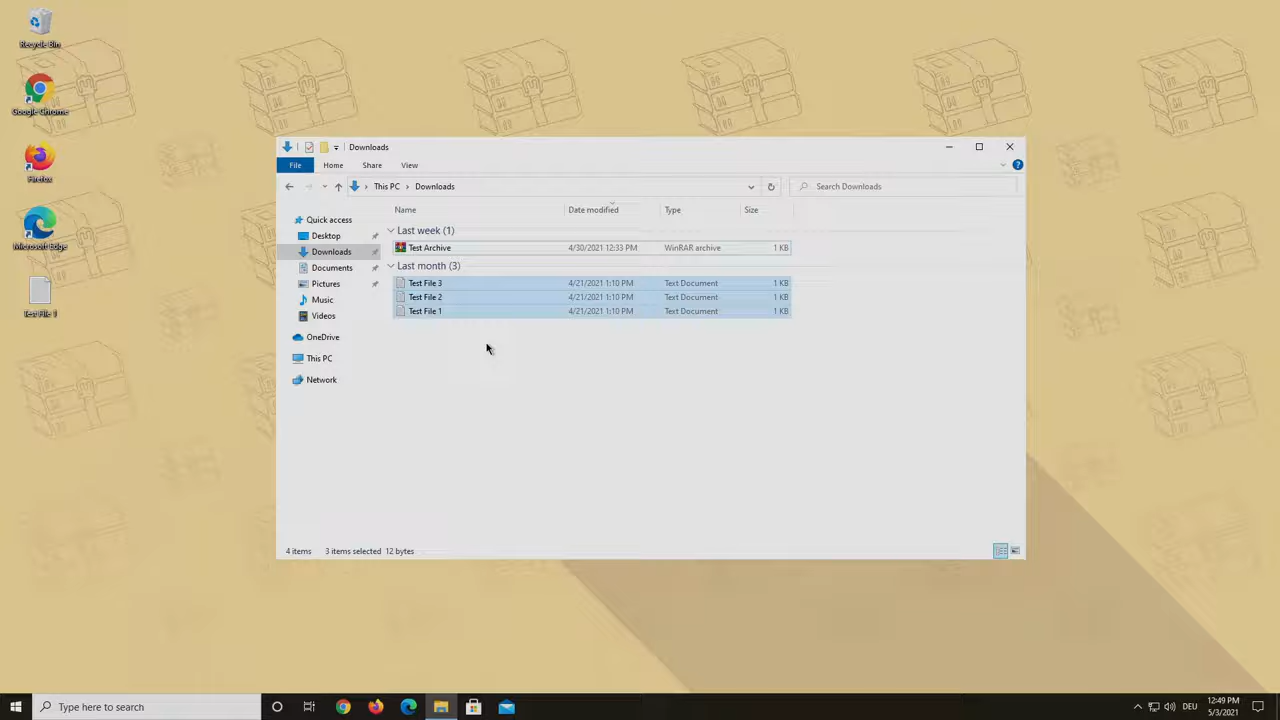 Recycle Bin
Google Chrome
Firefox
Microsoft Edge
Test File 1
Downloads
File Home Share View
This PC Downloads
Search Downloads
Quick access
Desktop
Downloads
Documents
Pictures
Music
Videos
OneDrive
This PC
Network
Name Date modified Type Size
Last week (1)
Test Archive 4/30/2021 12:33 PM WinRAR archive 1 KB
Last month (3)
Test File 3 4/21/2021 1:10 PM Text Document 1 KB
Test File 2 4/21/2021 1:10 PM Text Document 1 KB
Test File 1 4/21/2021 1:10 PM Text Document 1 KB
4 items 3 items selected 12 bytes
Type here to search
DEU
12:49 PM
5/3/2021